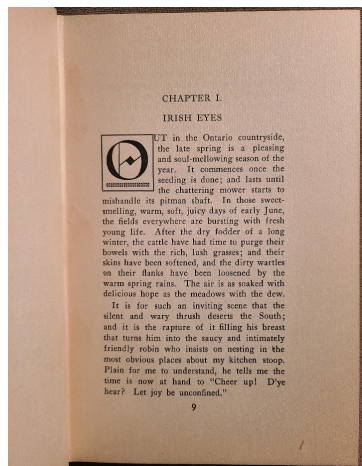 CHAPTER I.
IRISH EYES
OUT in the Ontario countryside,
the late spring is a pleasing
and soul-mellowing season of the
year. It commences once the
seeding is done; and lasts until
the chattering mower starts to
mishandle its pitman shaft. In those sweet-
smelling, warm, soft, juicy days of early June,
the fields everywhere are bursting with fresh
young life. After the dry fodder of a long
winter, the cattle have had time to purge their
bowels with the rich, lush grasses; and their
skins have been softened, and the dirty wartles
on their flanks have been loosened by the
warm spring rains. The air is as soaked with
delicious hope as the meadows with the dew.
It is for such an inviting scene that the
silent and wary thrush deserts the South;
and it is the rapture of it filling his breast
that turns him into the saucy and intimately
friendly robin who insists on nesting in the
most obvious places about my kitchen stoop.
Plain for me to understand, he tells me the
time is now at hand to "Cheer up! D'ye
hear? Let joy be unconfined."
9